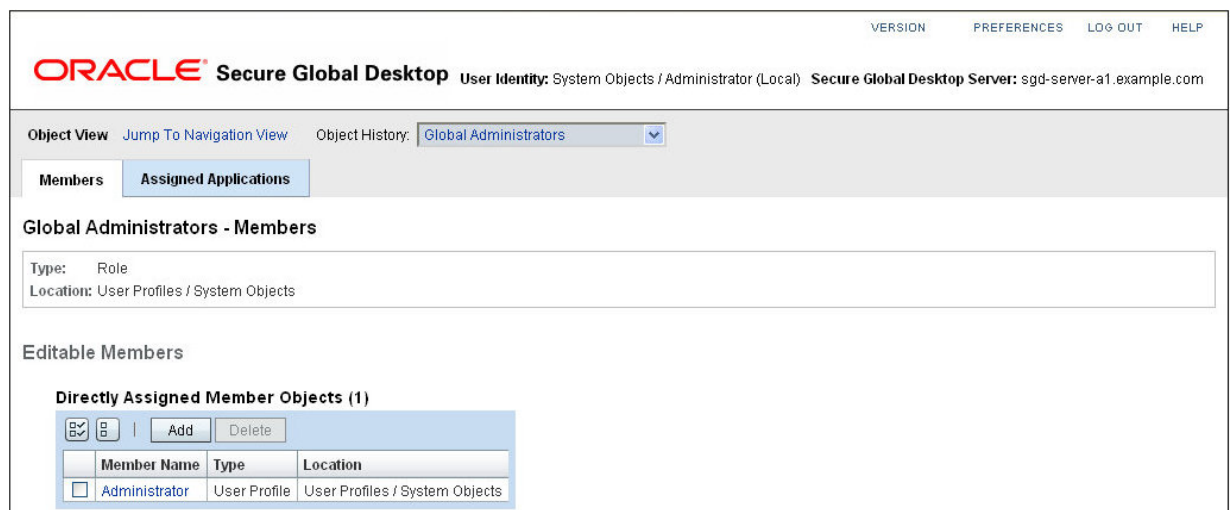 VERSION PREFERENCES LOG OUT HELP
ORACLE® Secure Global Desktop User Identity: System Objects / Administrator (Local) Secure Global Desktop Server: sgd-server-a1.example.com
Object View Jump To Navigation View Object History: Global Administrators
Members Assigned Applications
Global Administrators - Members
Type: Role
Location: User Profiles / System Objects
Editable Members
Directly Assigned Member Objects (1)
Add Delete
Member Name Type Location
Administrator User Profile User Profiles / System Objects